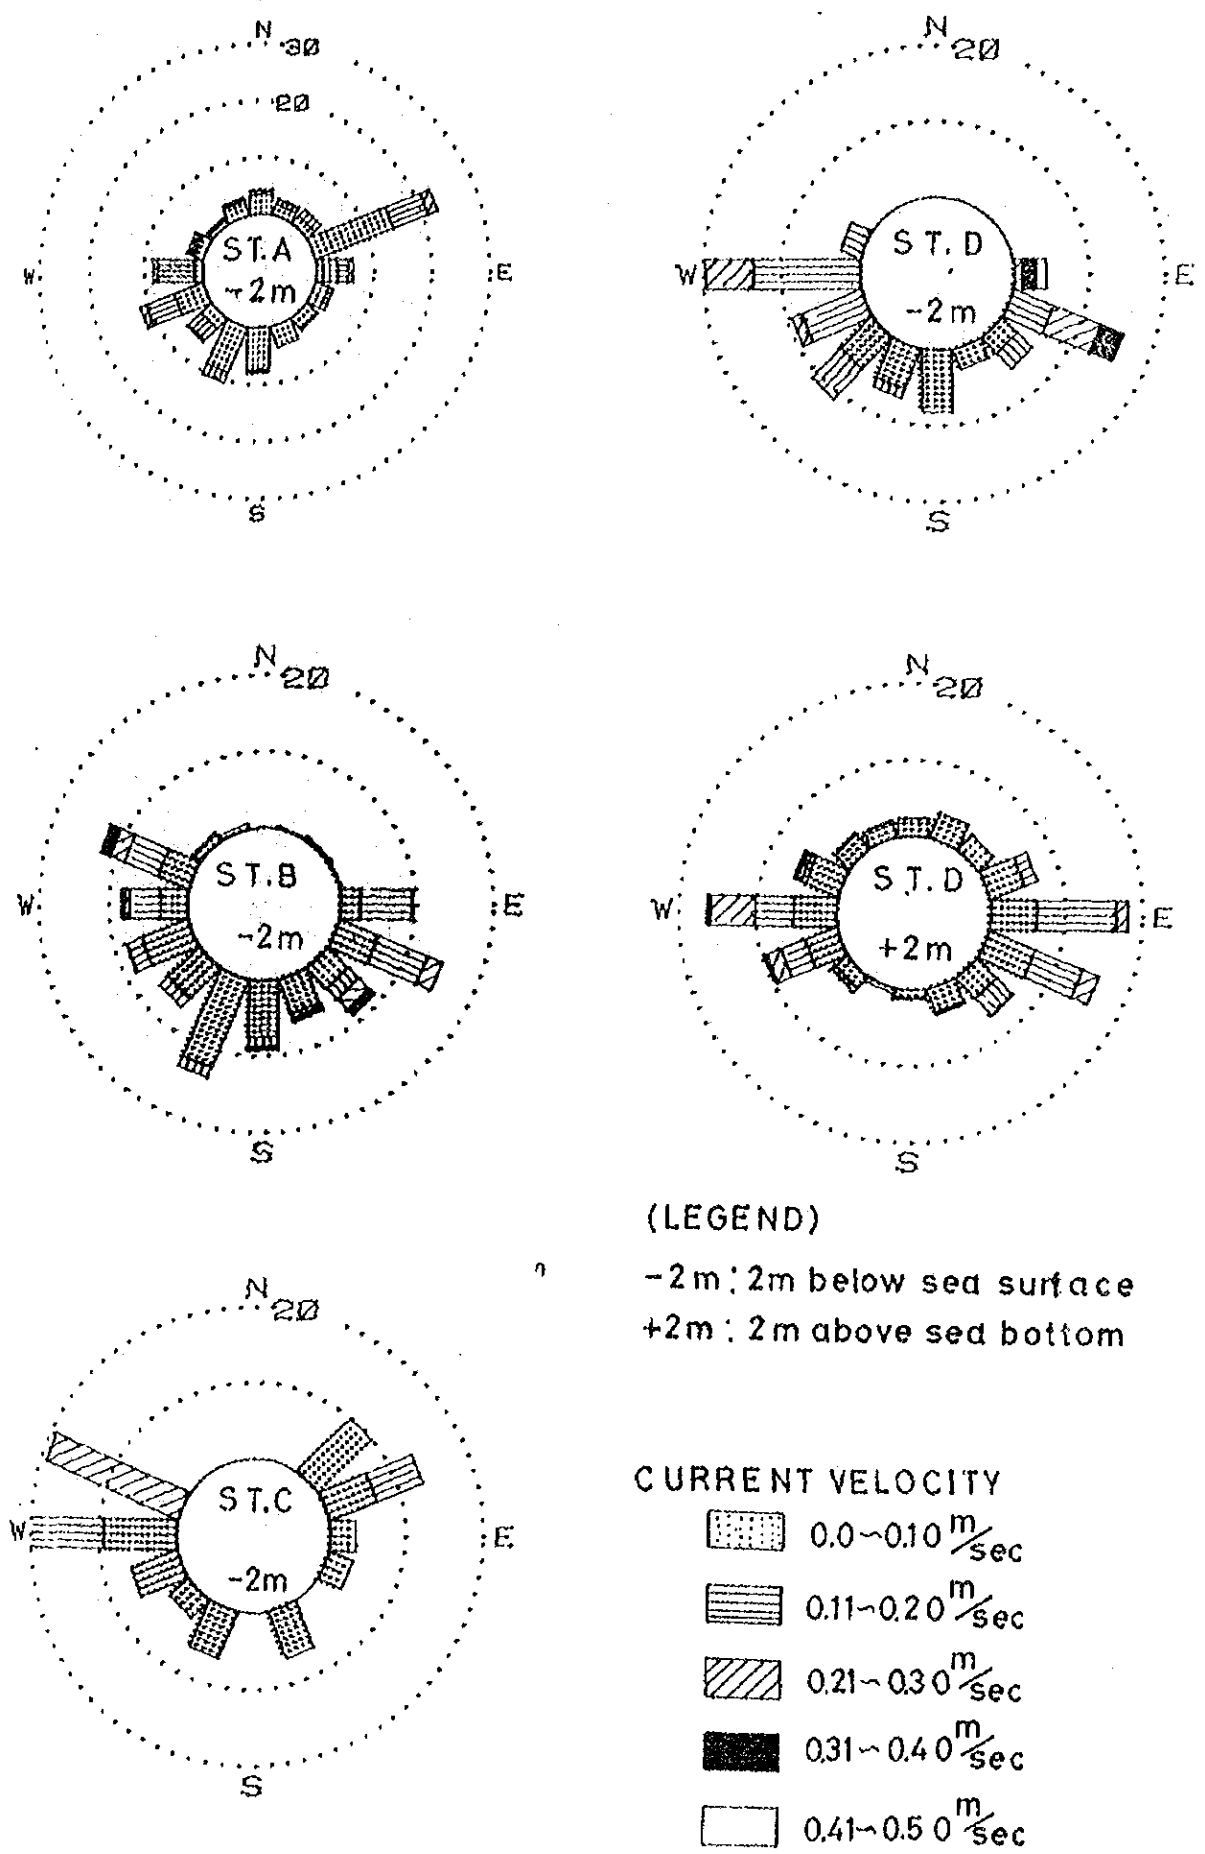 N
30
20
ST.A
-2m
W
E
S
N
20
ST.D
-2m
W
E
S
N
20
ST.B
-2m
W
E
S
N
20
ST.D
+2m
W
E
S
N
20
ST.C
-2m
W
E
S
(LEGEND)
-2m : 2m below sea surface
+2m : 2m above sea bottom
CURRENT VELOCITY
0.0~0.10 m/sec
0.11~0.20 m/sec
0.21~0.30 m/sec
0.31~0.40 m/sec
0.41~0.50 m/sec